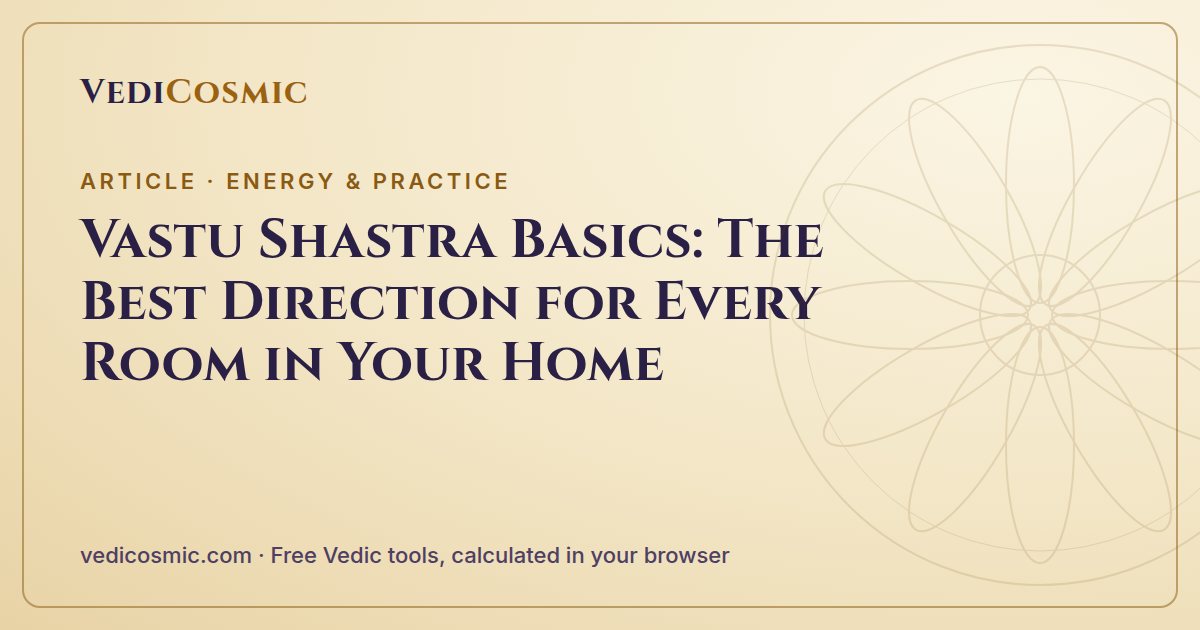 VediCosmic
ARTICLE · ENERGY & PRACTICE
Vastu Shastra Basics: The
Best Direction for Every
Room in Your Home
vedicosmic.com · Free Vedic tools, calculated in your browser